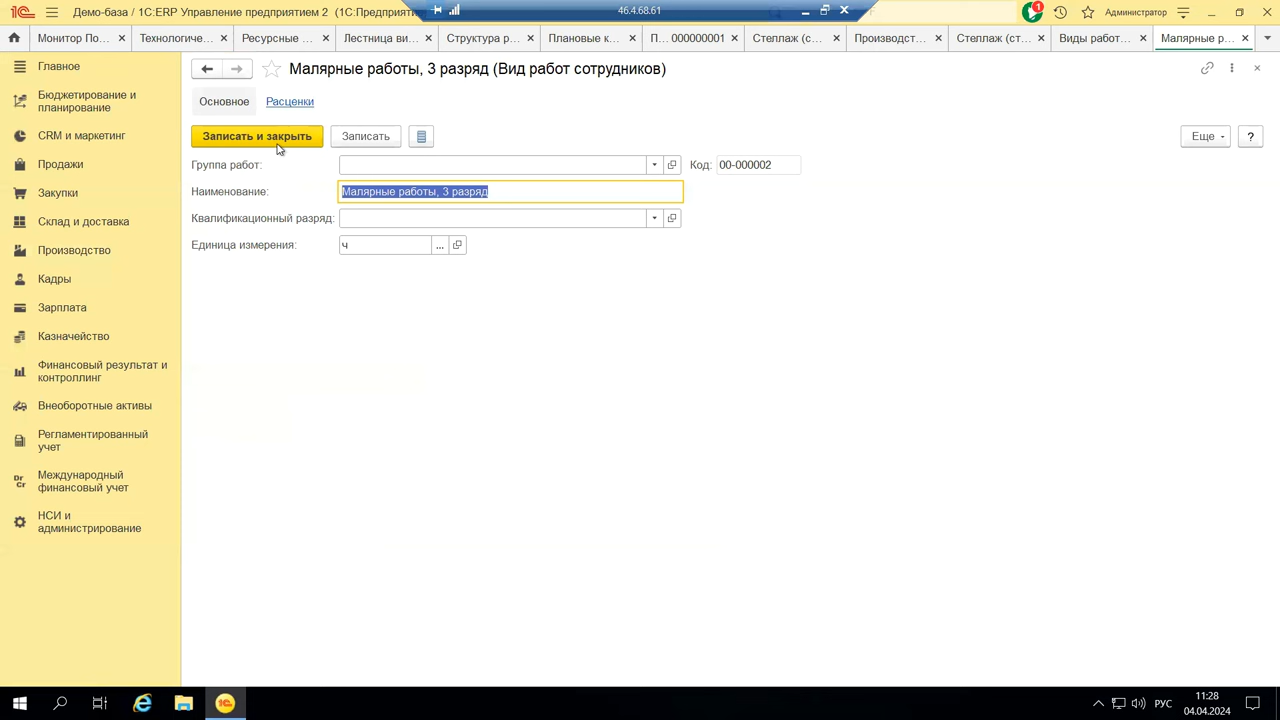 Демо-база / 1С:ERP Управление предприятием 2 (1С:Предприяти...
46.4.68.61
1
Администратор
Монитор По... Технологиче... Ресурсные ... Лестница ви... Структура р... Плановые к... П... 000000001 Стеллаж (с... Производст... Стеллаж (ст... Виды работ... Малярные р...
Главное
Бюджетирование и
планирование
CRM и маркетинг
Продажи
Закупки
Склад и доставка
Производство
Кадры
Зарплата
Казначейство
Финансовый результат и
контроллинг
Внеоборотные активы
Регламентированный
учет
Dr
Cr
Международный
финансовый учет
НСИ и
администрирование
Малярные работы, 3 разряд (Вид работ сотрудников)
Основное Расценки
Записать и закрыть Записать Еще ?
Группа работ: Код: 00-000002
Наименование: Малярные работы, 3 разряд
Квалификационный разряд:
Единица измерения: ч ...
РУС
11:28
04.04.2024